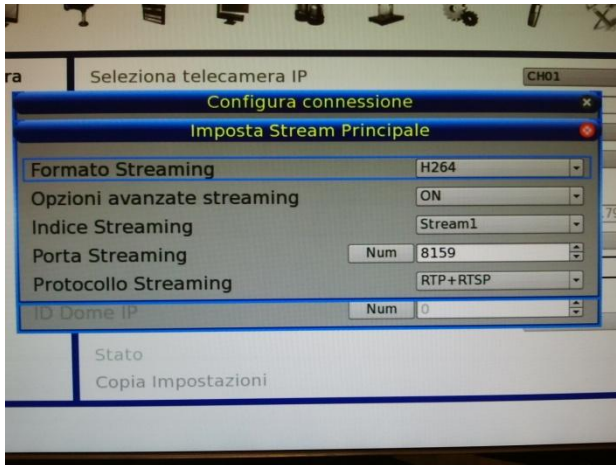 ra
Seleziona telecamera IP CH01
Configura connessione
Imposta Stream Principale
Formato Streaming H264
Opzioni avanzate streaming ON
Indice Streaming Stream1
Porta Streaming Num 8159
Protocollo Streaming RTP+RTSP
ID Dome IP Num 0
Stato
Copia Impostazioni